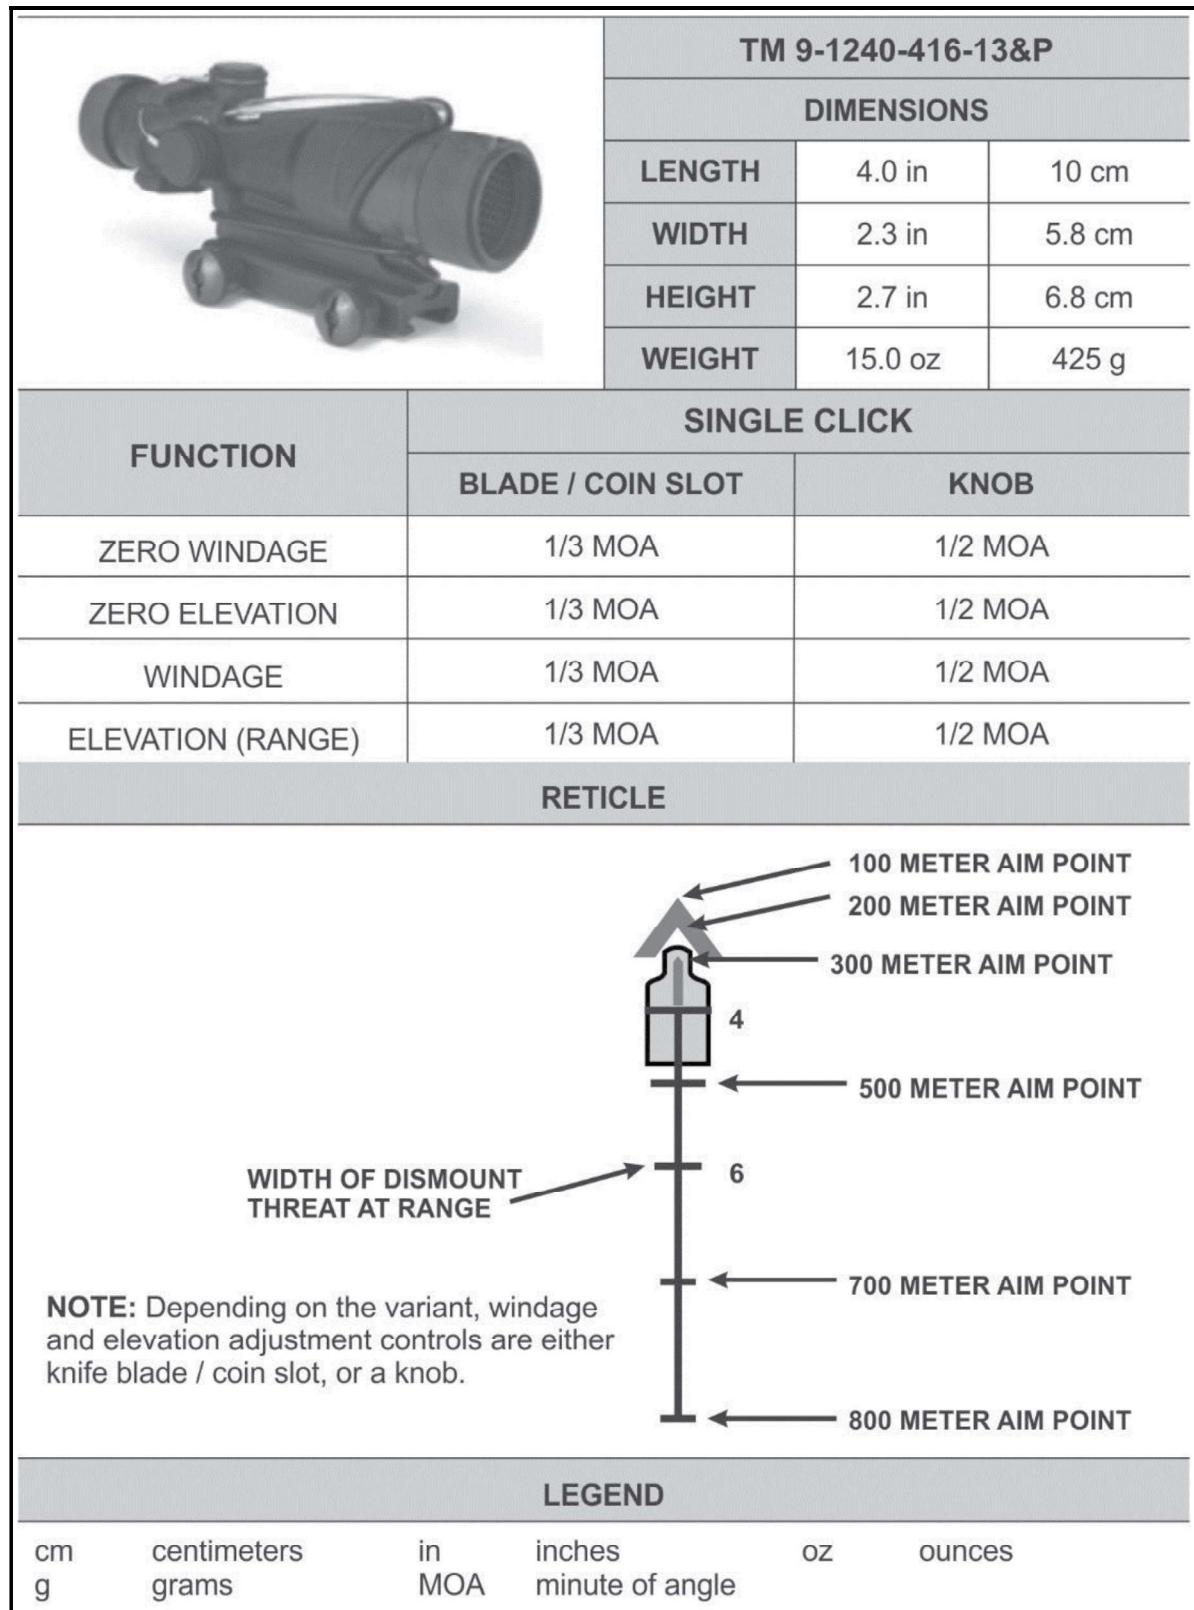 TM 9-1240-416-13&P
DIMENSIONS
LENGTH 4.0 in 10 cm
WIDTH 2.3 in 5.8 cm
HEIGHT 2.7 in 6.8 cm
WEIGHT 15.0 oz 425 g
FUNCTION
SINGLE CLICK
BLADE / COIN SLOT KNOB
ZERO WINDAGE 1/3 MOA 1/2 MOA
ZERO ELEVATION 1/3 MOA 1/2 MOA
WINDAGE 1/3 MOA 1/2 MOA
ELEVATION (RANGE) 1/3 MOA 1/2 MOA
RETICLE
100 METER AIM POINT
200 METER AIM POINT
300 METER AIM POINT
4
500 METER AIM POINT
WIDTH OF DISMOUNT
THREAT AT RANGE
6
700 METER AIM POINT
NOTE: Depending on the variant, windage
and elevation adjustment controls are either
knife blade / coin slot, or a knob.
800 METER AIM POINT
LEGEND
cm centimeters in inches oz ounces
g grams MOA minute of angle